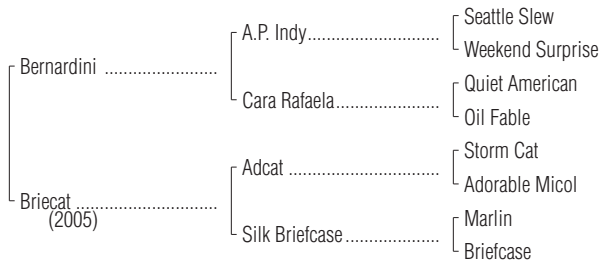 Seattle Slew
A.P. Indy
Weekend Surprise
Bernardini
Quiet American
Cara Rafaela
Oil Fable
Storm Cat
Adcat
Adorable Micol
Briecat
(2005)
Marlin
Silk Briefcase
Briefcase